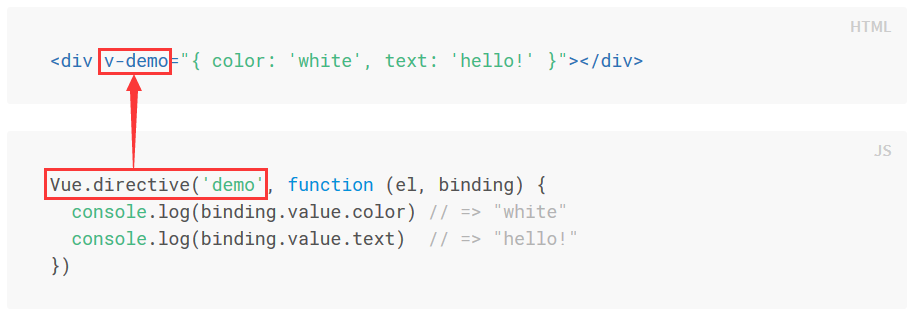 HTML
<div v-demo="{ color: 'white', text: 'hello!' }"></div>
JS
Vue.directive('demo', function (el, binding) {
  console.log(binding.value.color) // => "white"
  console.log(binding.value.text)  // => "hello!"
})